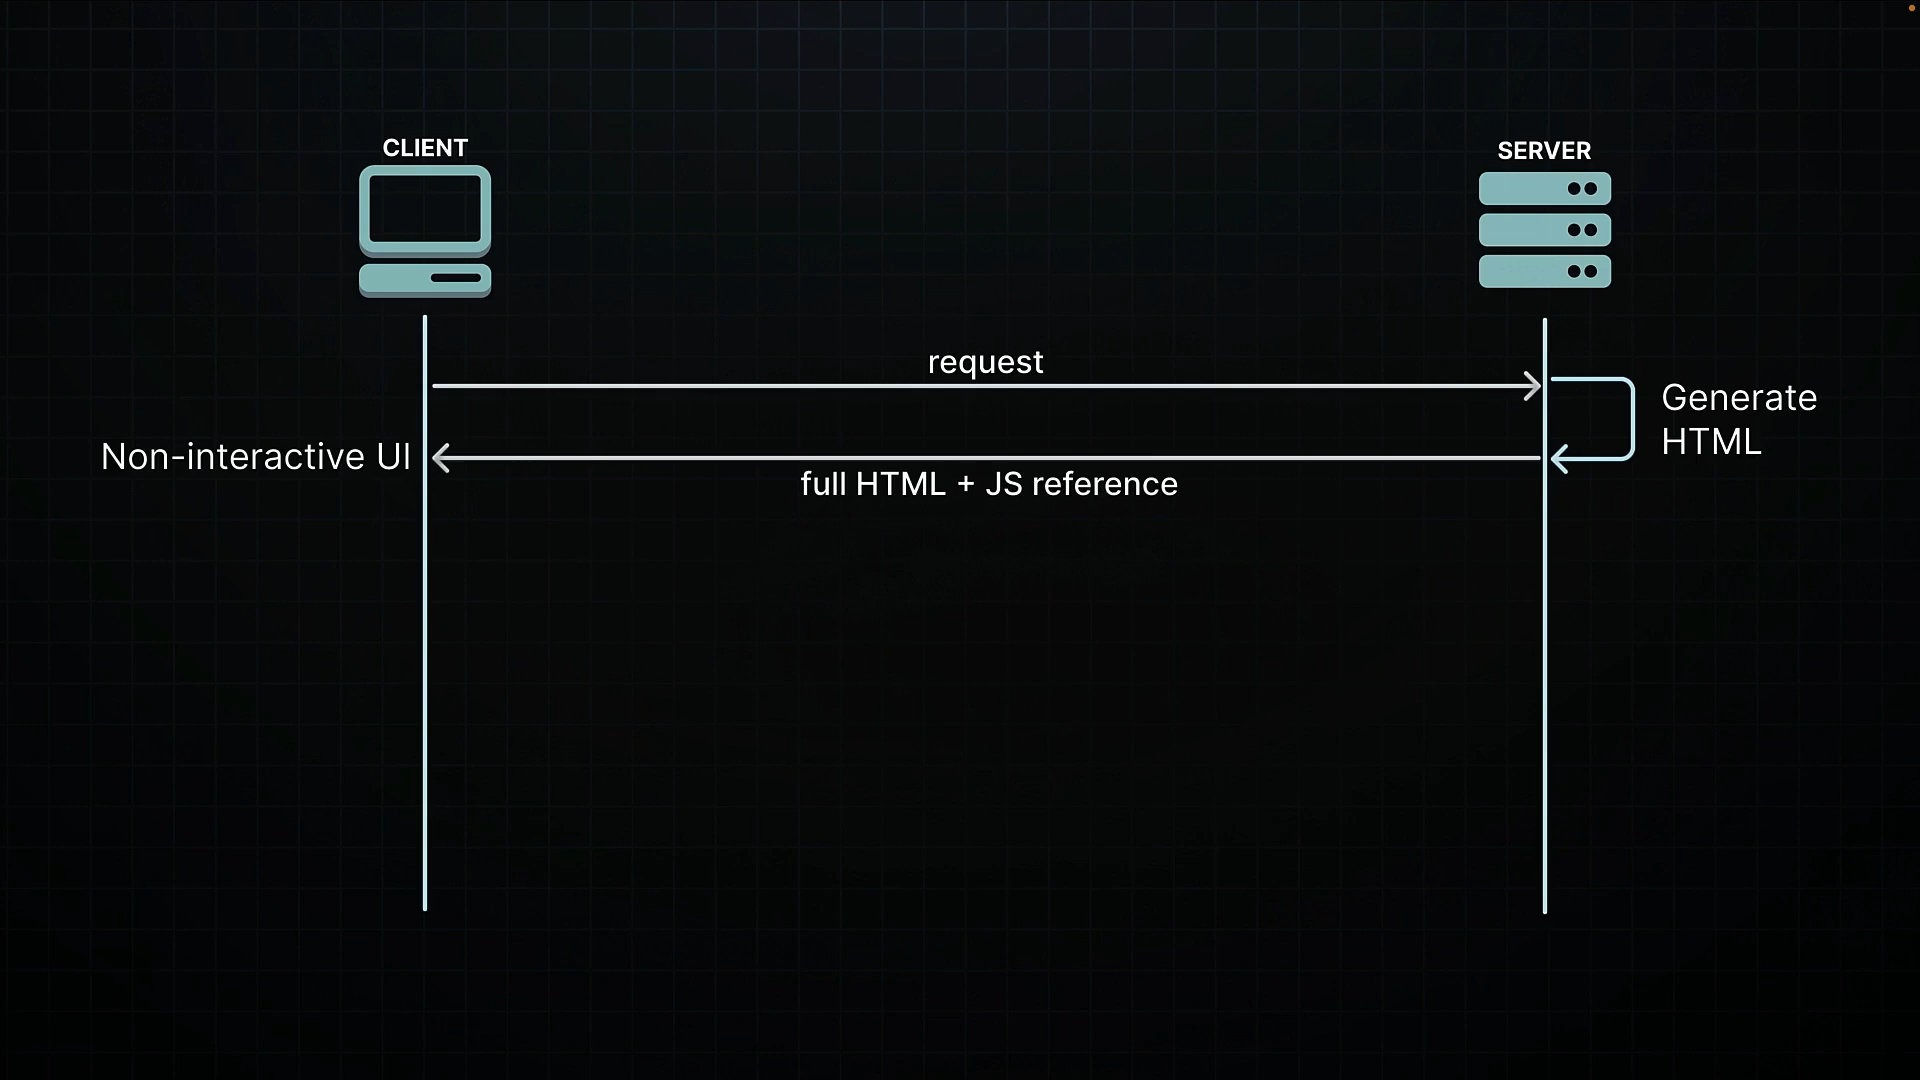 CLIENT
SERVER
request
Generate
HTML
Non-interactive UI
full HTML + JS reference